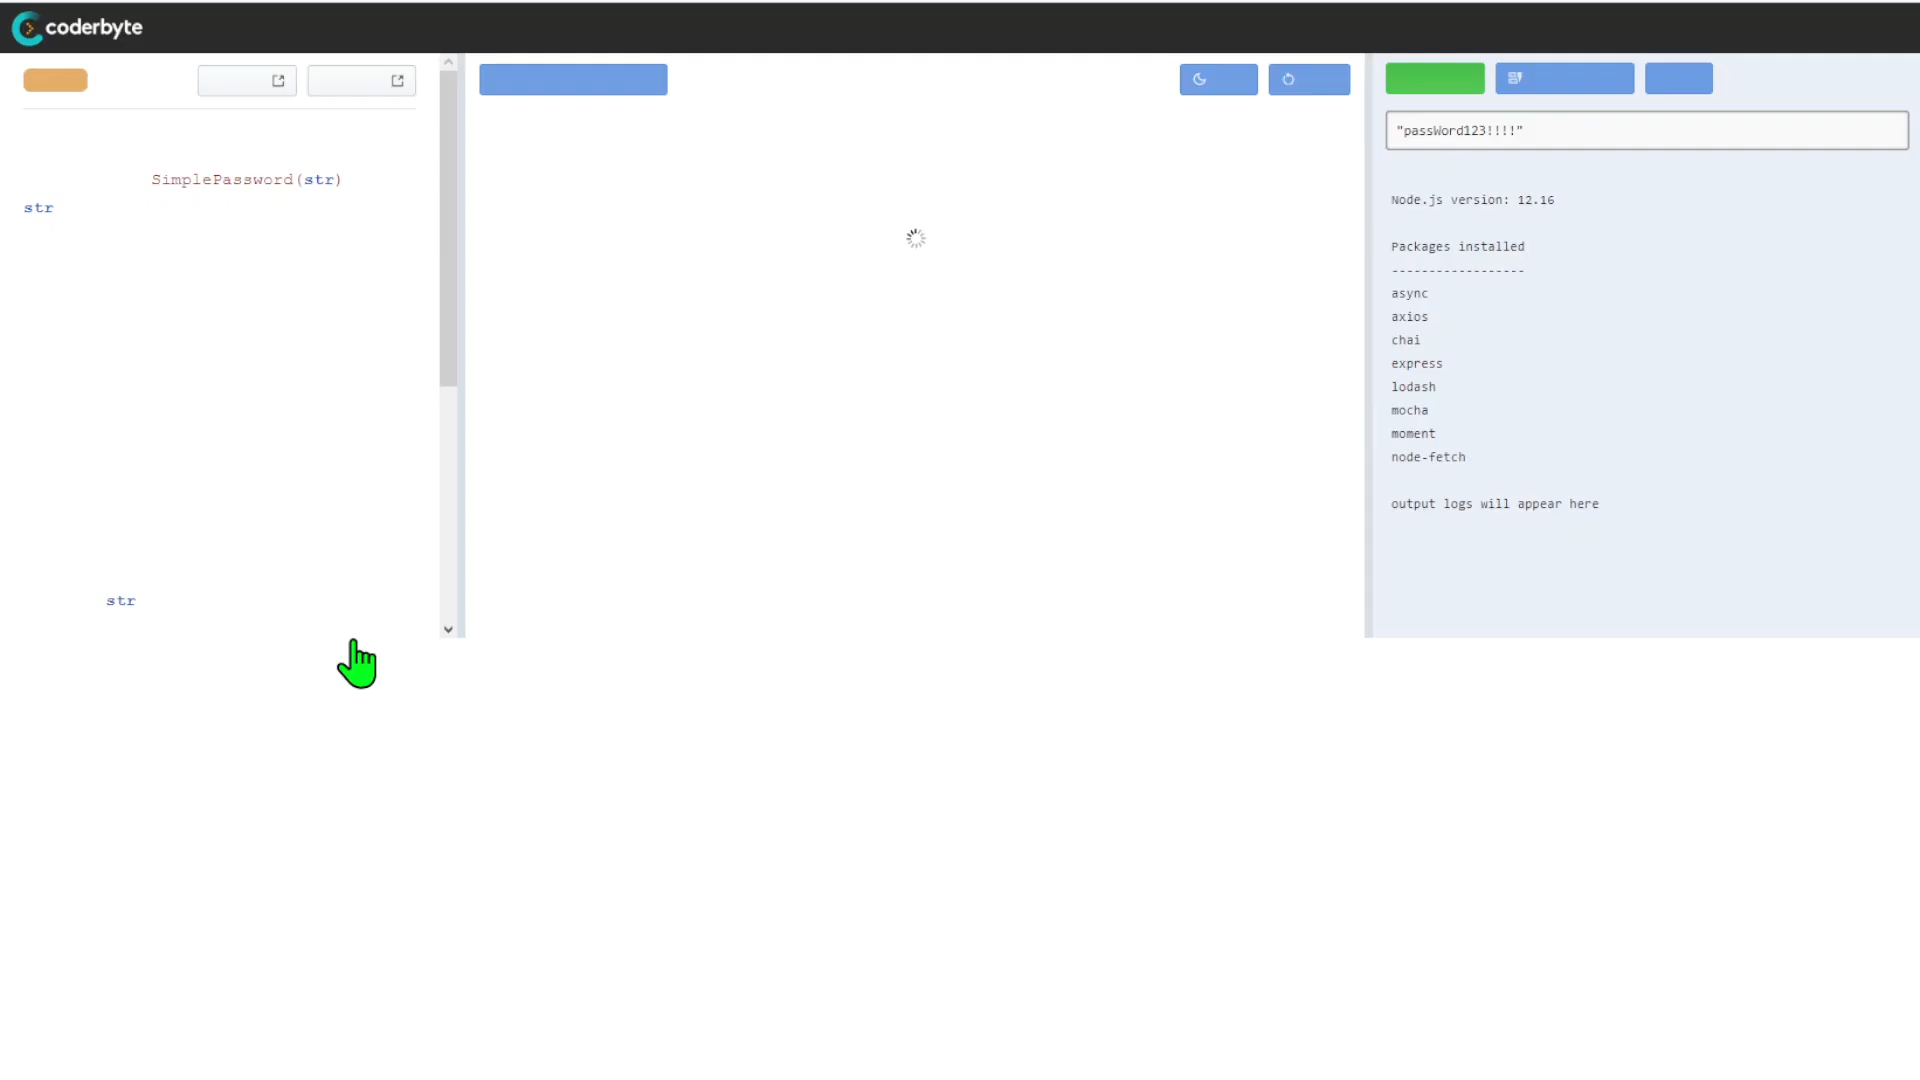 coderbyte
SimplePassword(str)
str
str
"passWord123!!!!"
Node.js version: 12.16
Packages installed
------------------
async
axios
chai
express
lodash
mocha
moment
node-fetch
output logs will appear here